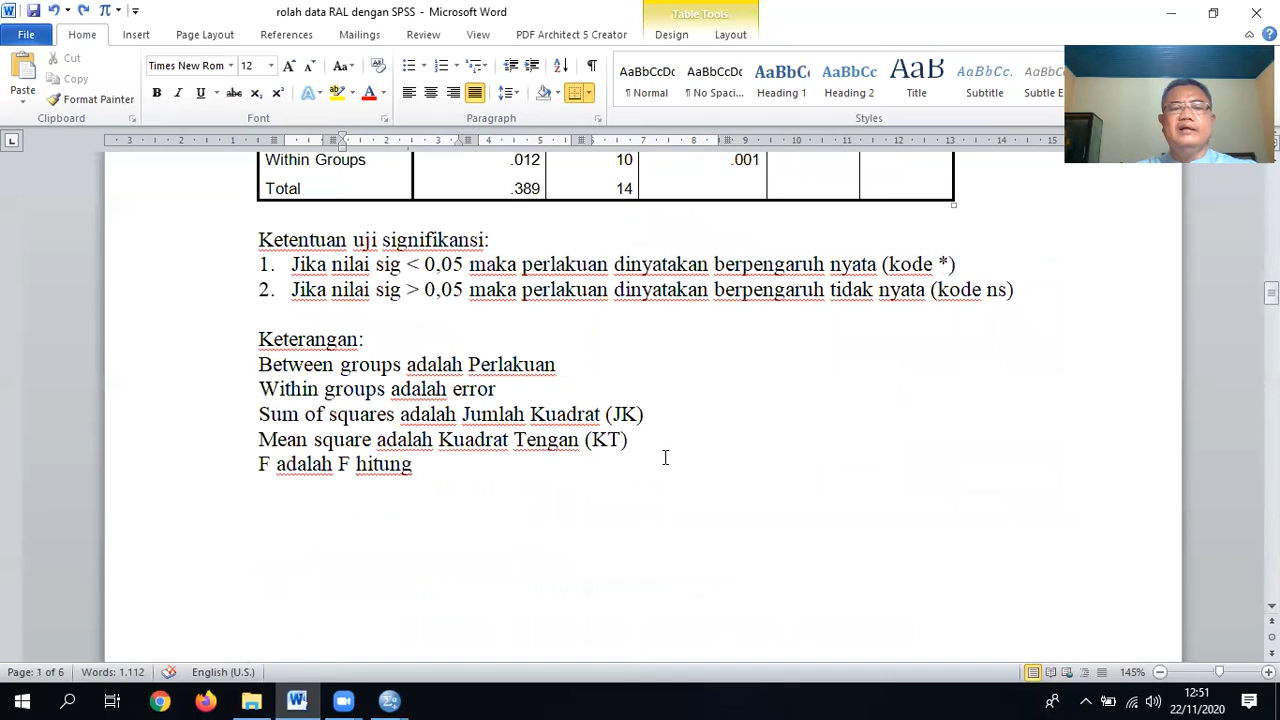 rolah data RAL dengan SPSS - Microsoft Word
Table Tools
File Home Insert Page Layout References Mailings Review View PDF Architect 5 Creator Design Layout
Paste
Cut
Copy
Format Painter
Clipboard
Times New Rom 12
Font
Paragraph
AaBbCcDc AaBbCcDc AaBbC AaBbCc AaB AaBbCc. AaBbCc
¶ Normal ¶ No Spaci... Heading 1 Heading 2 Title Subtitle Subtle E
Styles
Within Groups .012 10 .001
Total .389 14
Ketentuan uji signifikansi:
1. Jika nilai sig < 0,05 maka perlakuan dinyatakan berpengaruh nyata (kode *)
2. Jika nilai sig > 0,05 maka perlakuan dinyatakan berpengaruh tidak nyata (kode ns)
Keterangan:
Between groups adalah Perlakuan
Within groups adalah error
Sum of squares adalah Jumlah Kuadrat (JK)
Mean square adalah Kuadrat Tengan (KT)
F adalah F hitung
Page: 1 of 6 Words: 1.112 English (U.S.) 145%
12:51
22/11/2020